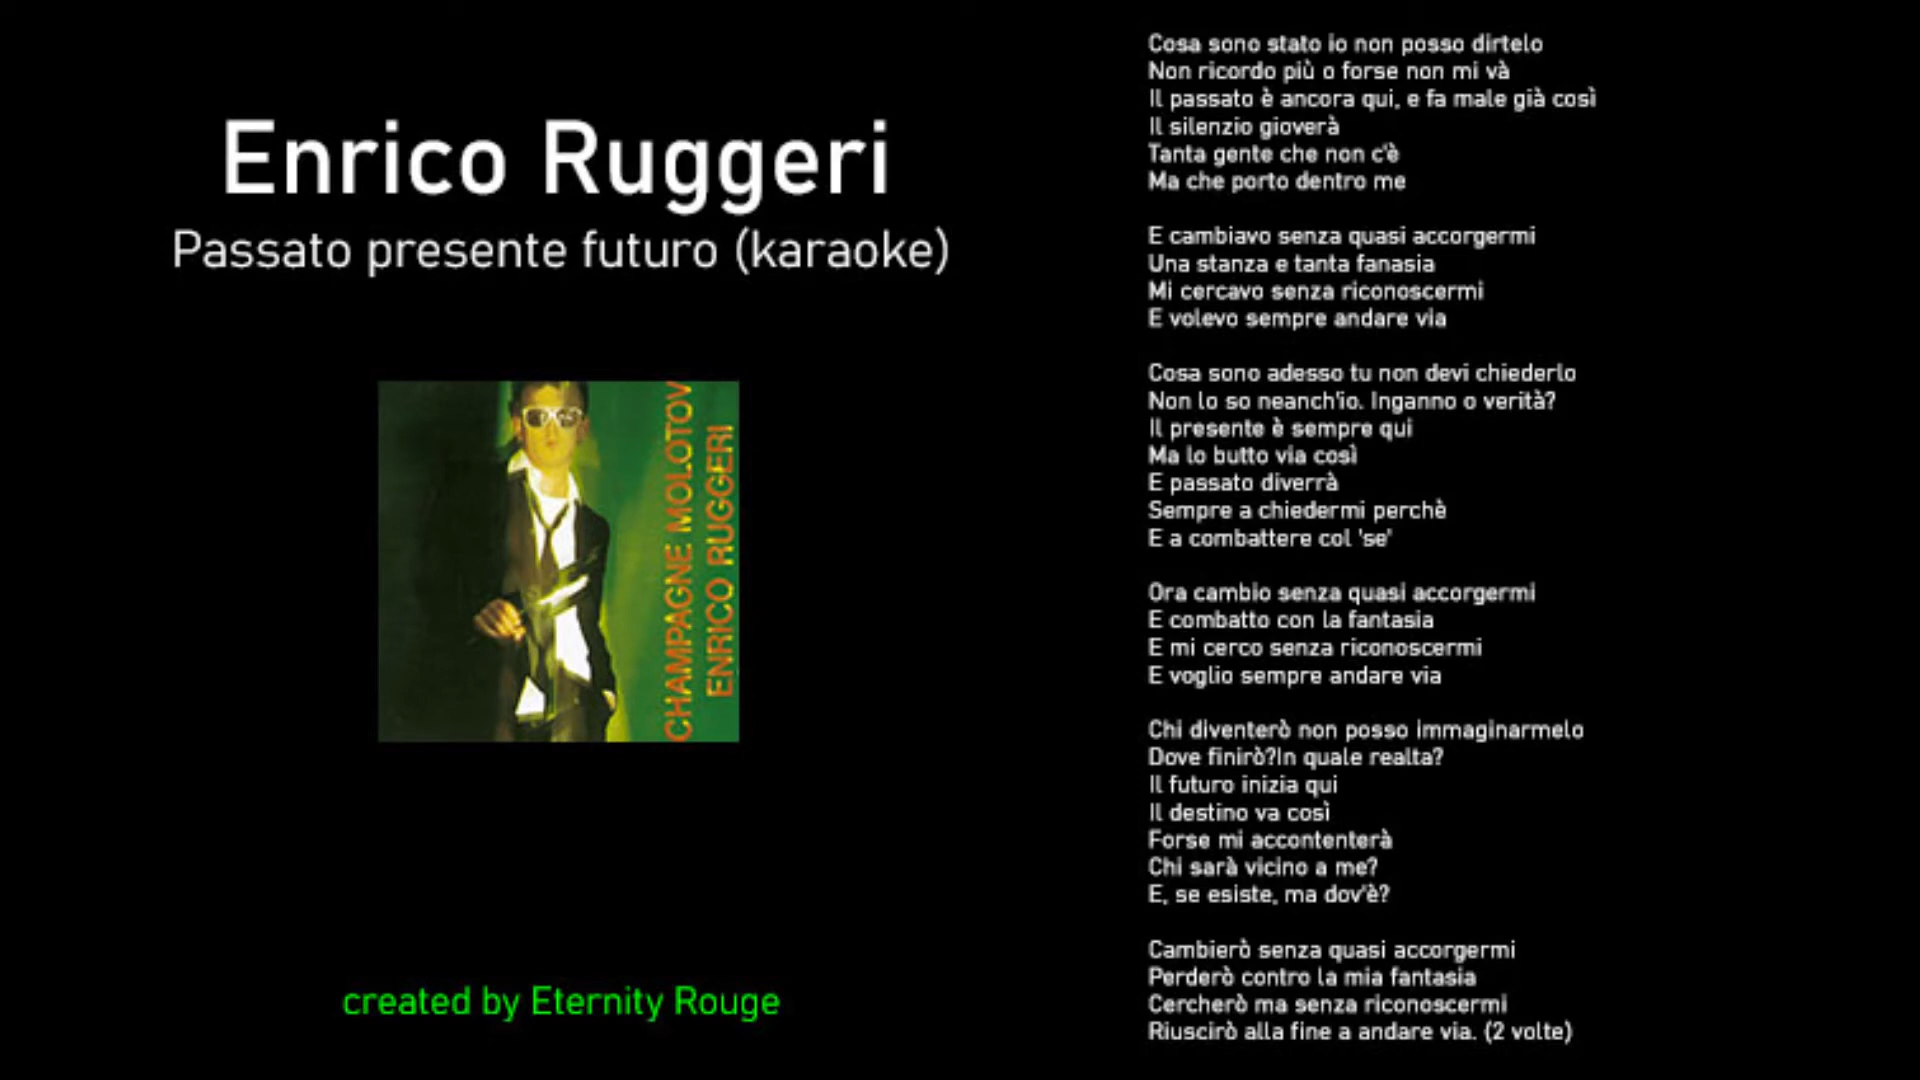 Enrico Ruggeri
Passato presente futuro (karaoke)
CHAMPAGNE MOLOTOV
ENRICO RUGGERI
created by Eternity Rouge
Cosa sono stato io non posso dirtelo
Non ricordo più o forse non mi và
Il passato è ancora qui, e fa male già così
Il silenzio gioverà
Tanta gente che non c'è
Ma che porto dentro me
E cambiavo senza quasi accorgermi
Una stanza e tanta fanasia
Mi cercavo senza riconoscermi
E volevo sempre andare via
Cosa sono adesso tu non devi chiederlo
Non lo so neanch'io. Inganno o verità?
Il presente è sempre qui
Ma lo butto via così
E passato diverrà
Sempre a chiedermi perchè
E a combattere col 'se'
Ora cambio senza quasi accorgermi
E combatto con la fantasia
E mi cerco senza riconoscermi
E voglio sempre andare via
Chi diventerò non posso immaginarmelo
Dove finirò?In quale realta?
Il futuro inizia qui
Il destino va così
Forse mi accontenterà
Chi sarà vicino a me?
E, se esiste, ma dov'è?
Cambierò senza quasi accorgermi
Perderò contro la mia fantasia
Cercherò ma senza riconoscermi
Riuscirò alla fine a andare via. (2 volte)